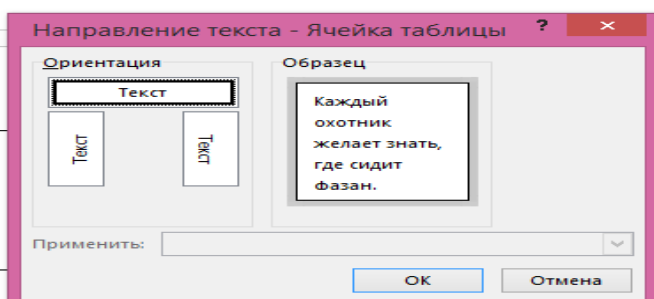 Направление текста - Ячейка таблицы ? ×
Ориентация
Текст
Текст
Текст
Образец
Каждый
охотник
желает знать,
где сидит
фазан.
Применить:
ОК Отмена